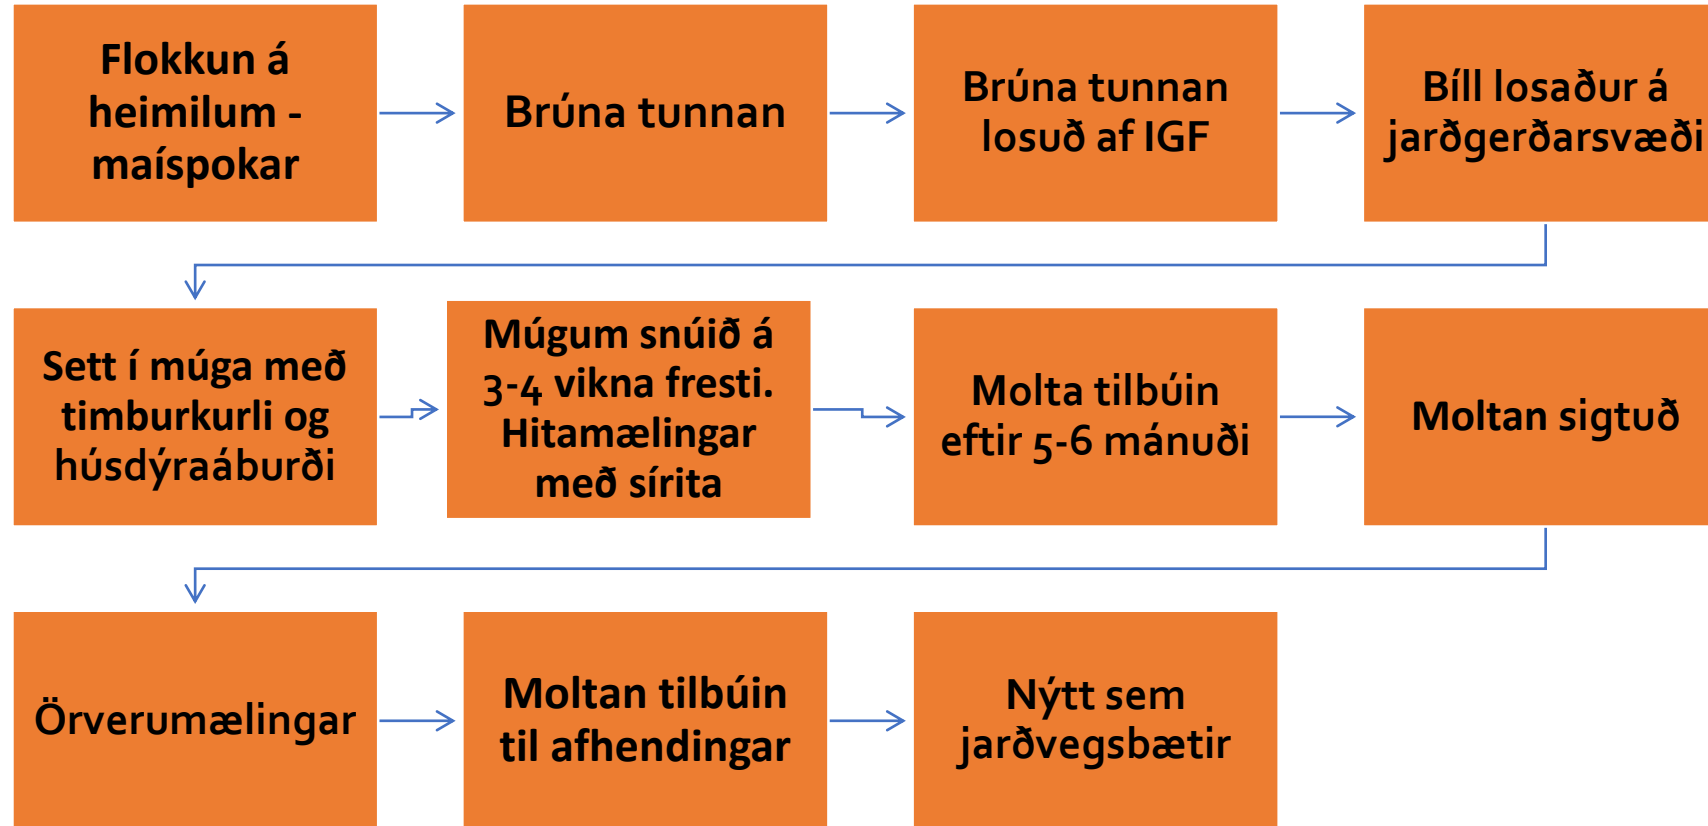 Flokkun á
heimilum -
maíspokar
Brúna tunnan
Brúna tunnan
losuð af IGF
Bíll losaður á
jarðgerðarsvæði
Sett í múga með
timburkurli og
húsdýraáburði
Múgum snúið á
3-4 vikna fresti.
Hitamælingar
með sírita
Molta tilbúin
eftir 5-6 mánuði
Moltan sigtuð
Örverumælingar
Moltan tilbúin
til afhendingar
Nýtt sem
jarðvegsbætir